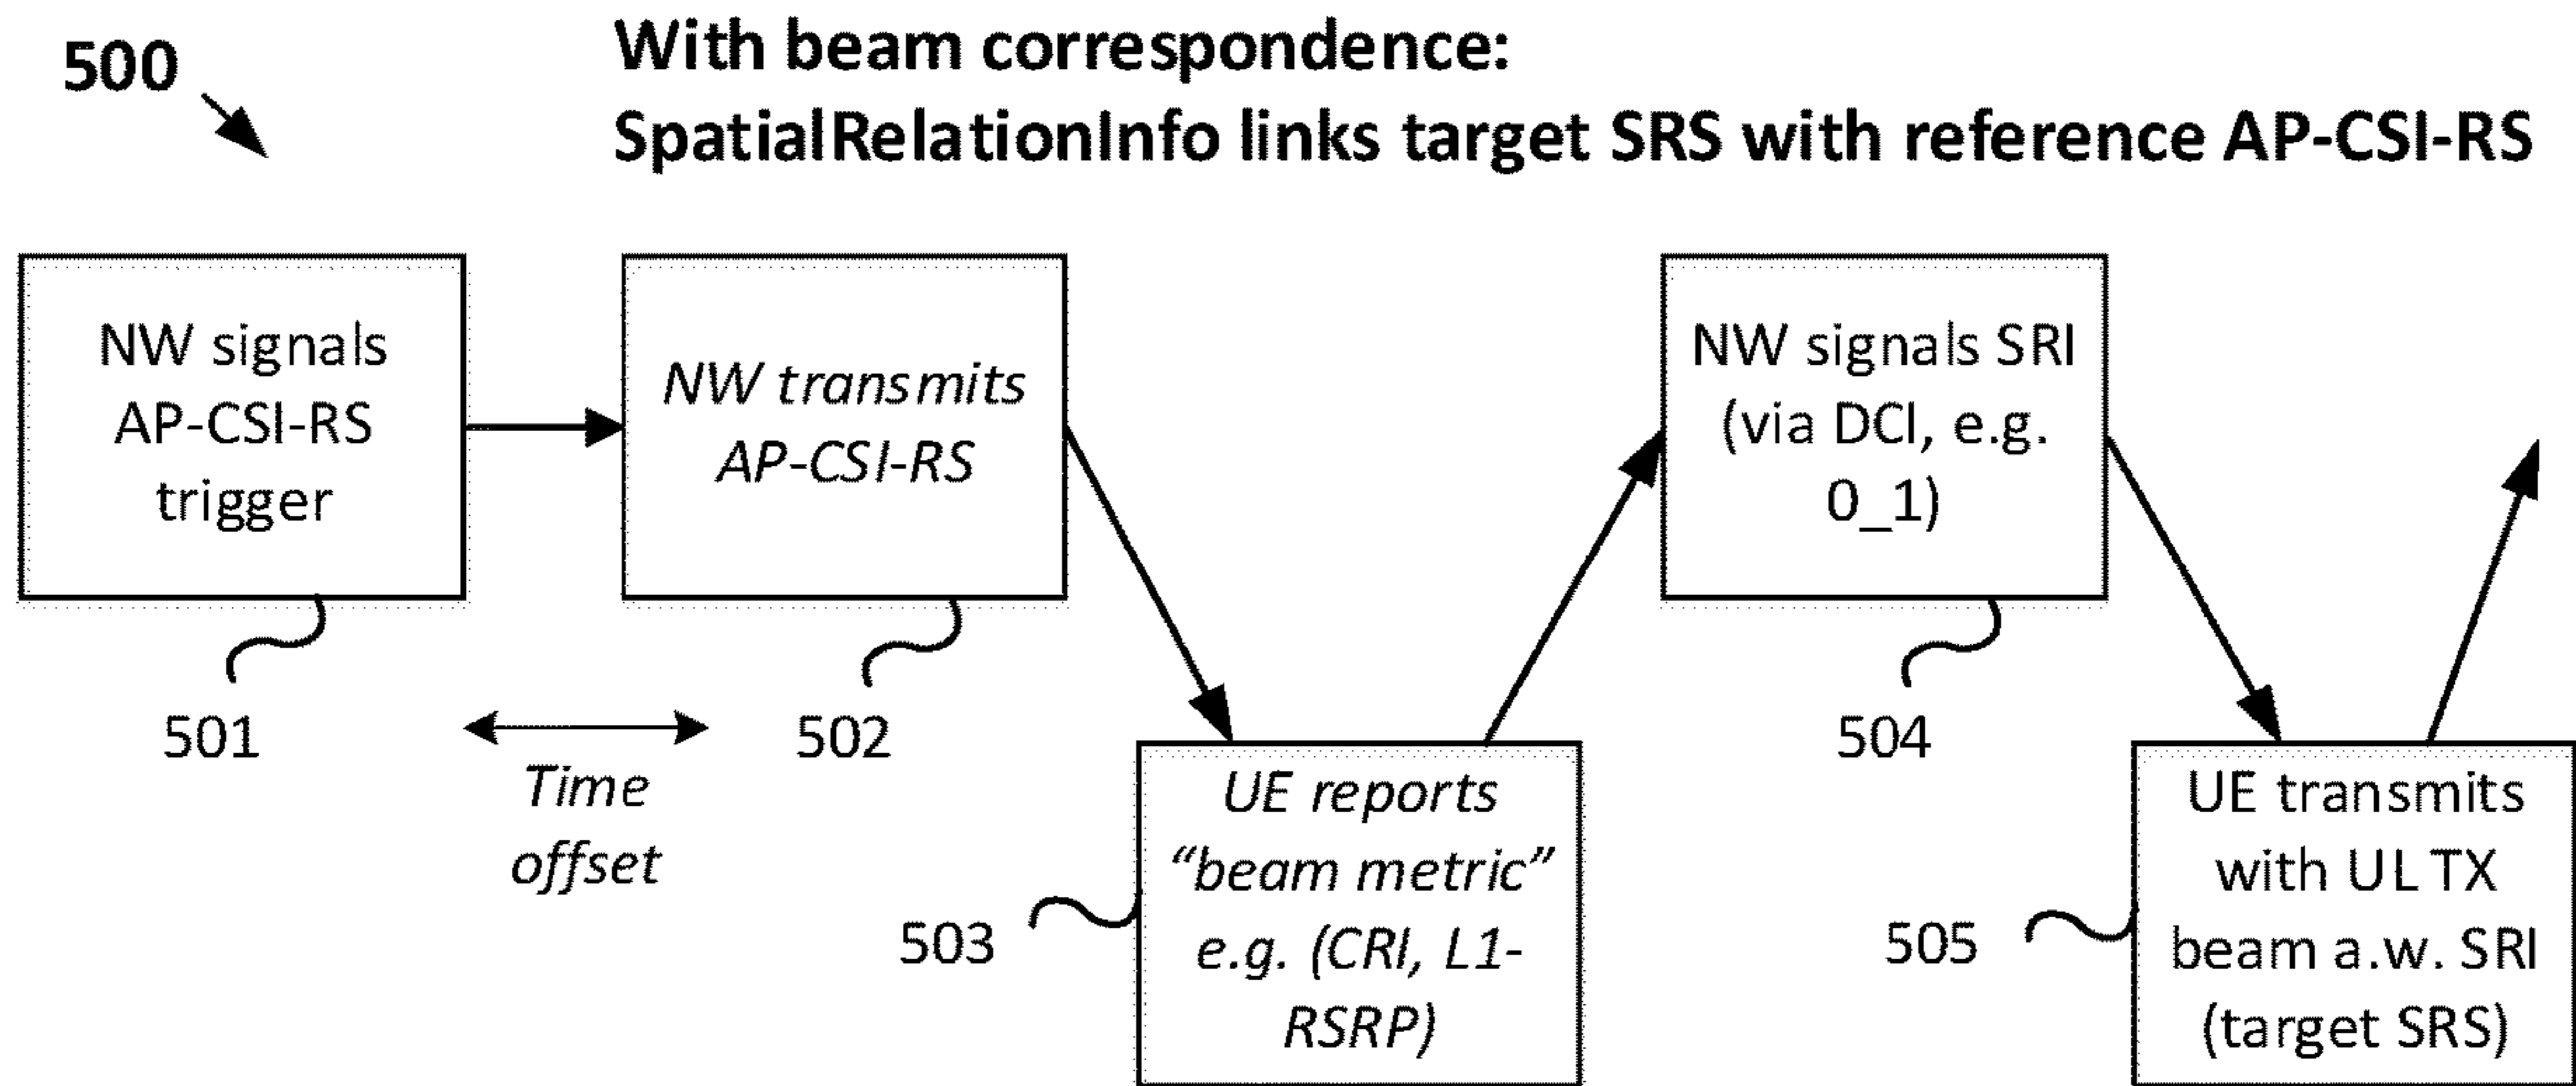 500
With beam correspondence:
SpatialRelationInfo links target SRS with reference AP-CSI-RS
NW signals
AP-CSI-RS
trigger
501
Time
offset
NW transmits
AP-CSI-RS
502
UE reports
“beam metric”
e.g. (CRI, L1-
RSRP)
503
NW signals SRI
(via DCI, e.g.
0_1)
504
UE transmits
with UL TX
beam a.w. SRI
(target SRS)
505